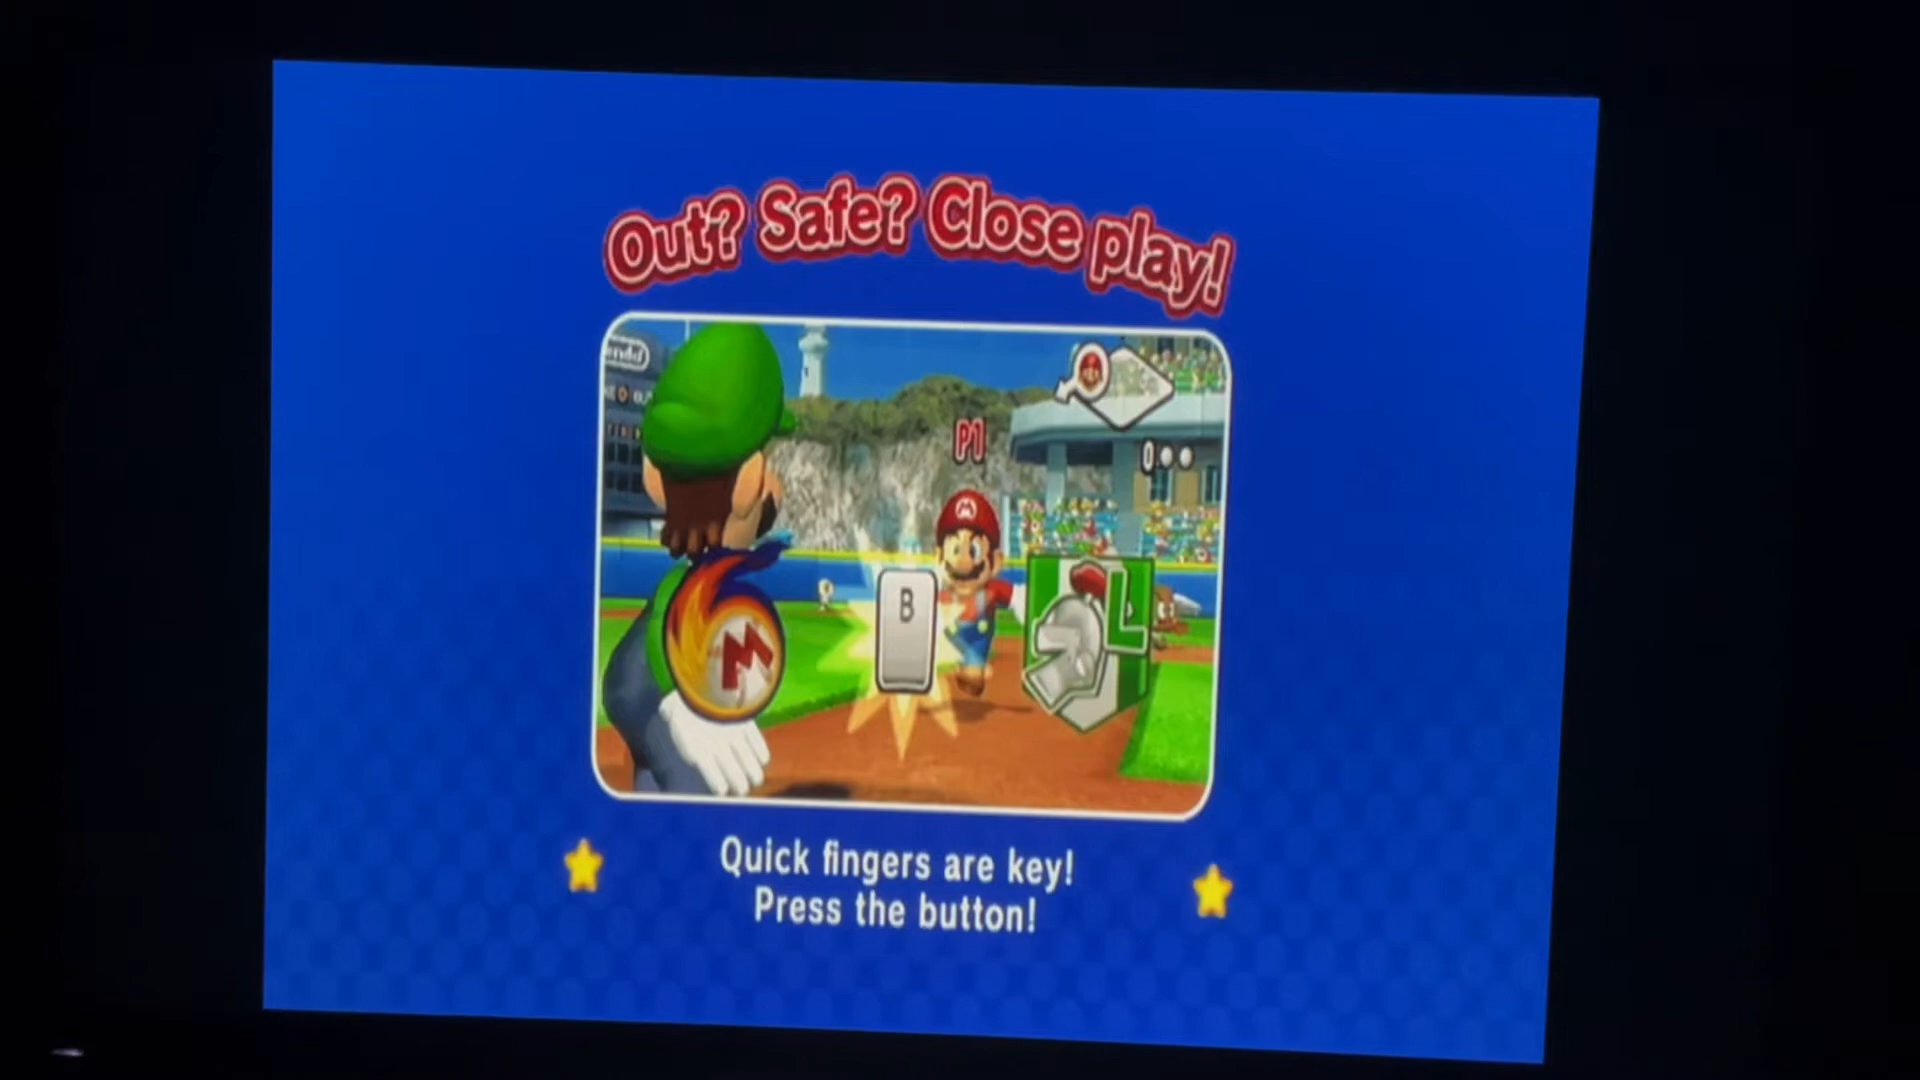 Out? Safe? Close play!
P1
B
M
L
Quick fingers are key!
Press the button!